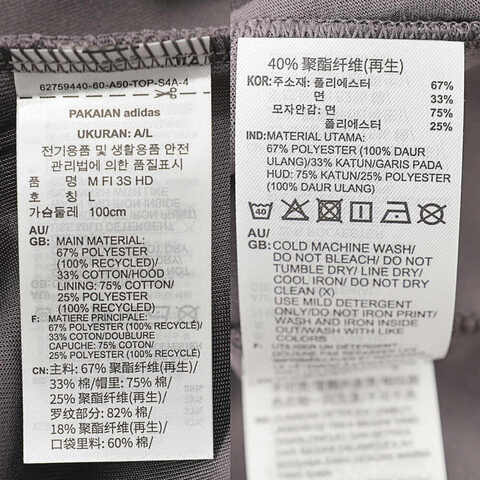 62759440-60-A50-TOP-S4A-4
PAKAIAN adidas
UKURAN: A/L
전기용품 및 생활용품 안전
관리법에 의한 품질표시
품 명 M FI 3S HD
호 칭 L
가슴둘레 100cm
AU/
GB: MAIN MATERIAL:
67% POLYESTER
(100% RECYCLED)/
33% COTTON/HOOD
LINING: 75% COTTON/
25% POLYESTER
(100% RECYCLED)
F: MATIERE PRINCIPALE:
67% POLYESTER (100% RECYCLÉ)/
33% COTON/DOUBLURE
CAPUCHE: 75% COTON/
25% POLYESTER (100% RECYCLÉ)
CN: 主料: 67% 聚酯纤维(再生)/
33% 棉/帽里: 75% 棉/
25% 聚酯纤维(再生)/
罗纹部分: 82% 棉/
18% 聚酯纤维(再生)/
口袋里料: 60% 棉/
40% 聚酯纤维(再生)
KOR: 주소재: 폴리에스터 67%
면 33%
모자안감: 면 75%
폴리에스터 25%
IND: MATERIAL UTAMA:
67% POLYESTER (100% DAUR
ULANG)/33% KATUN/GARIS PADA
HUD: 75% KATUN/25% POLYESTER
(100% DAUR ULANG)
40
AU/
GB: COLD MACHINE WASH/
DO NOT BLEACH/ DO NOT
TUMBLE DRY/ LINE DRY/
COOL IRON/ DO NOT DRY
CLEAN (X)
USE MILD DETERGENT
ONLY/DO NOT IRON PRINT/
WASH AND IRON INSIDE
OUT/WASH WITH LIKE
COLORS